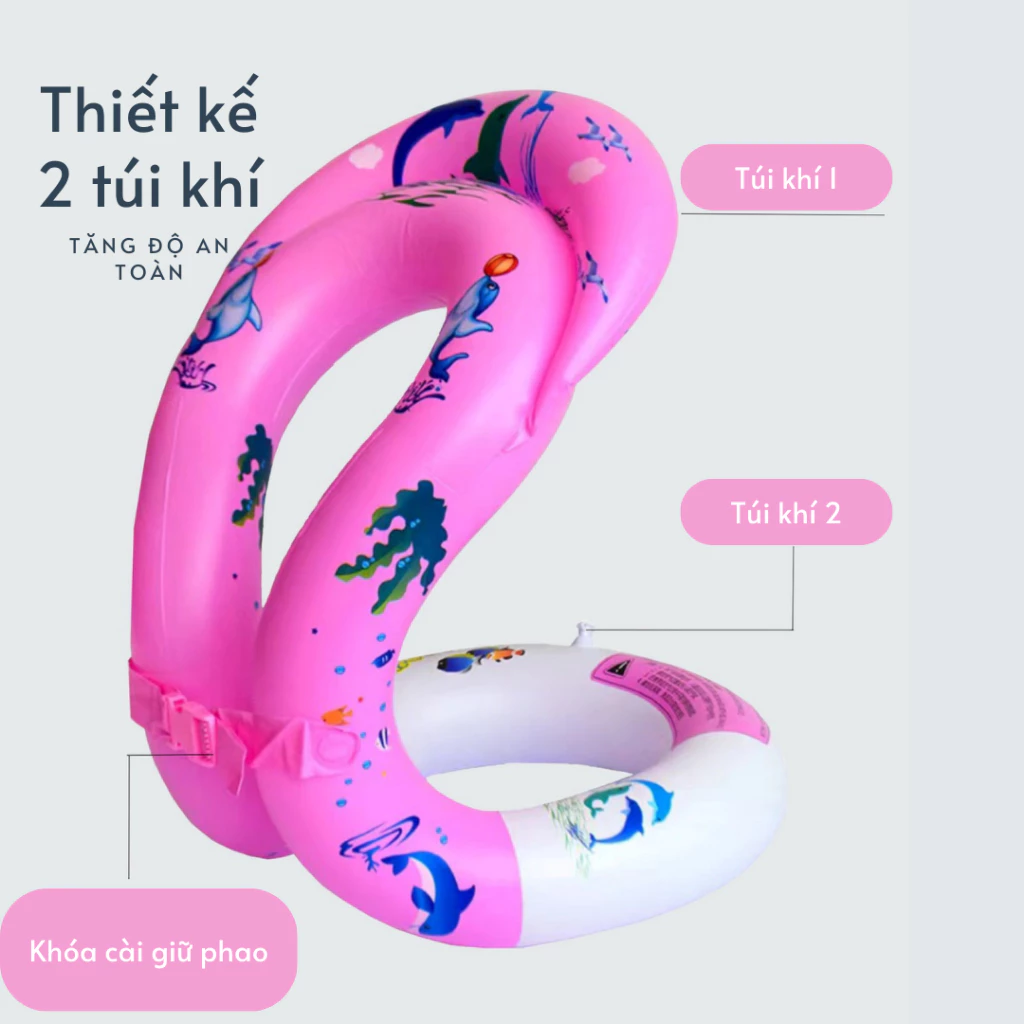 Thiết kế
2 túi khí
TĂNG ĐỘ AN
TOÀN
Túi khí 1
Túi khí 2
Khóa cài giữ phao